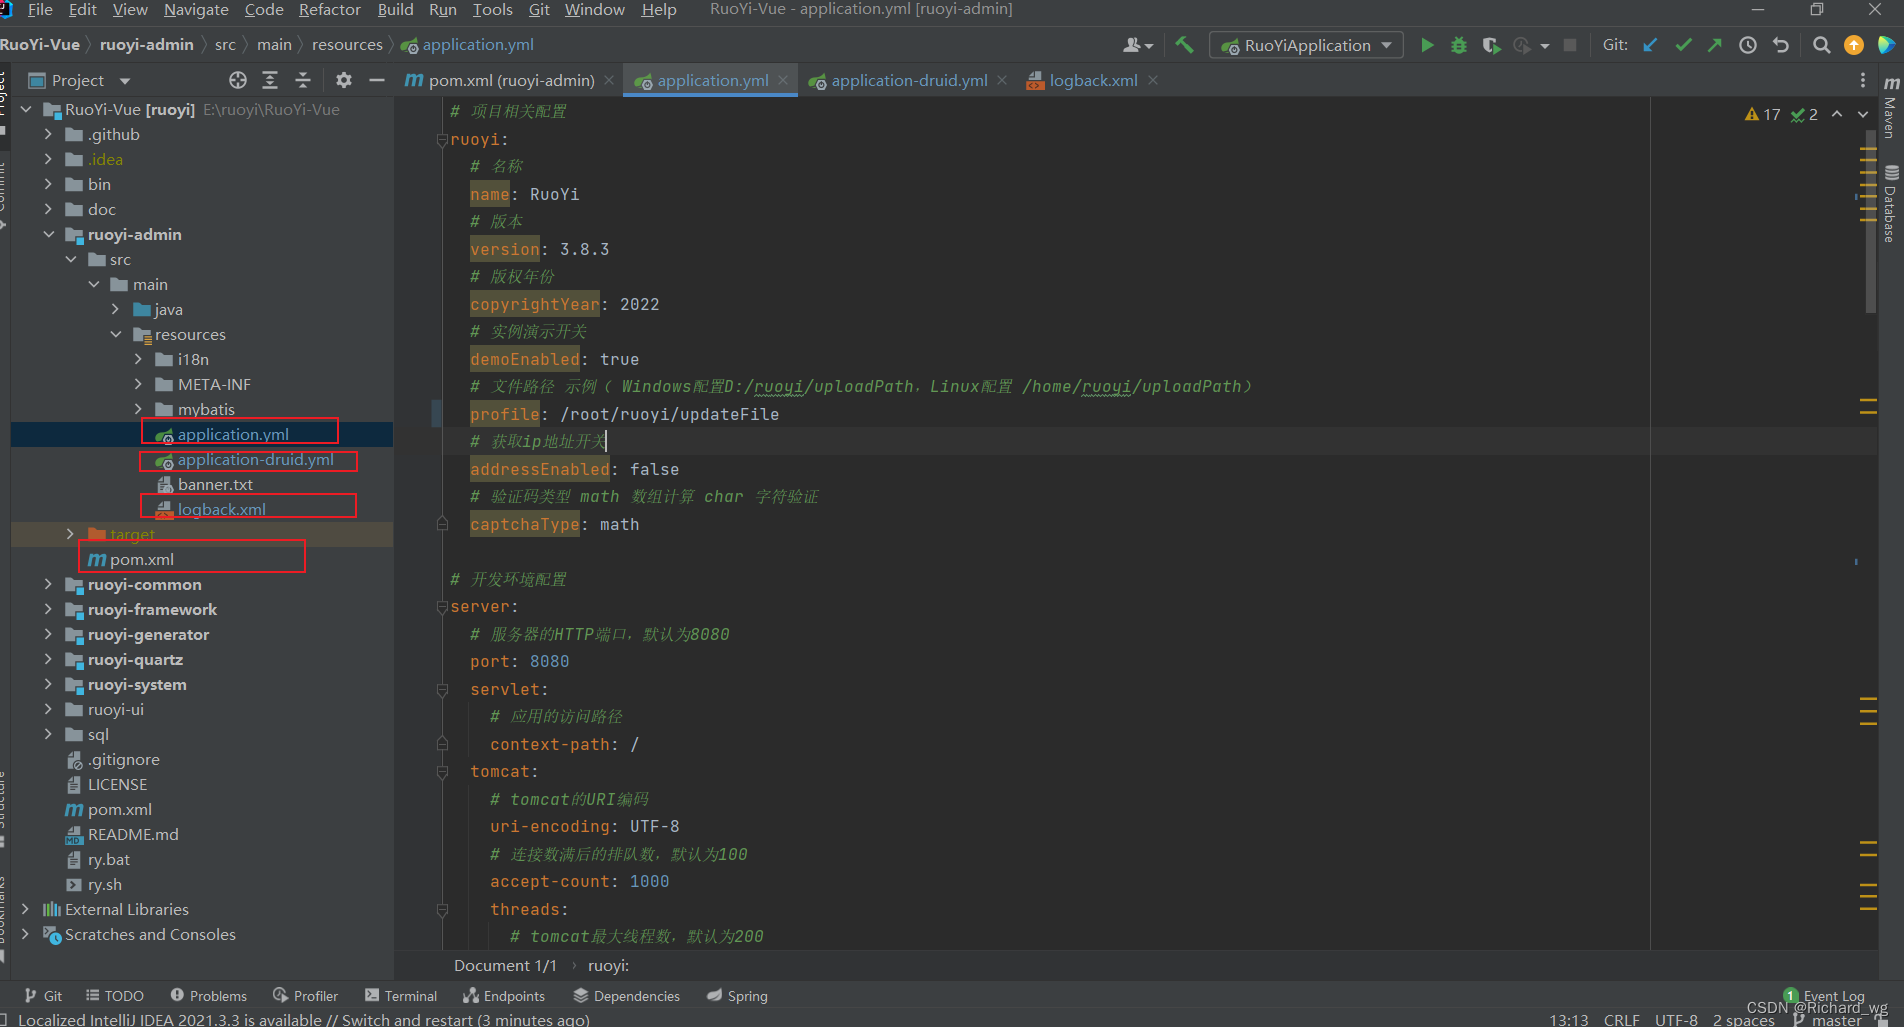 File Edit View Navigate Code Refactor Build Run Tools Git Window Help RuoYi-Vue - application.yml [ruoyi-admin]
RuoYi-Vue ruoyi-admin src main resources application.yml RuoYiApplication Git:
Project pom.xml (ruoyi-admin) application.yml application-druid.yml logback.xml
RuoYi-Vue [ruoyi] E:\ruoyi\RuoYi-Vue
.github
.idea
bin
doc
ruoyi-admin
src
main
java
resources
i18n
META-INF
mybatis
application.yml
application-druid.yml
banner.txt
logback.xml
target
pom.xml
ruoyi-common
ruoyi-framework
ruoyi-generator
ruoyi-quartz
ruoyi-system
ruoyi-ui
sql
.gitignore
LICENSE
pom.xml
README.md
ry.bat
ry.sh
External Libraries
Scratches and Consoles
# 项目相关配置
ruoyi:
# 名称
name: RuoYi
# 版本
version: 3.8.3
# 版权年份
copyrightYear: 2022
# 实例演示开关
demoEnabled: true
# 文件路径 示例（ Windows配置D:/ruoyi/uploadPath，Linux配置 /home/ruoyi/uploadPath）
profile: /root/ruoyi/updateFile
# 获取ip地址开关
addressEnabled: false
# 验证码类型 math 数组计算 char 字符验证
captchaType: math
# 开发环境配置
server:
# 服务器的HTTP端口，默认为8080
port: 8080
servlet:
# 应用的访问路径
context-path: /
tomcat:
# tomcat的URI编码
uri-encoding: UTF-8
# 连接数满后的排队数，默认为100
accept-count: 1000
threads:
# tomcat最大线程数，默认为200
17 2
Maven
Database
Project
Commit
Structure
Bookmarks
Document 1/1 ruoyi:
Git TODO Problems Profiler Terminal Endpoints Dependencies Spring 1 Event Log
Localized IntelliJ IDEA 2021.3.3 is available // Switch and restart (3 minutes ago) 13:13 CRLF UTF-8 2 spaces master
CSDN @Richard_wg